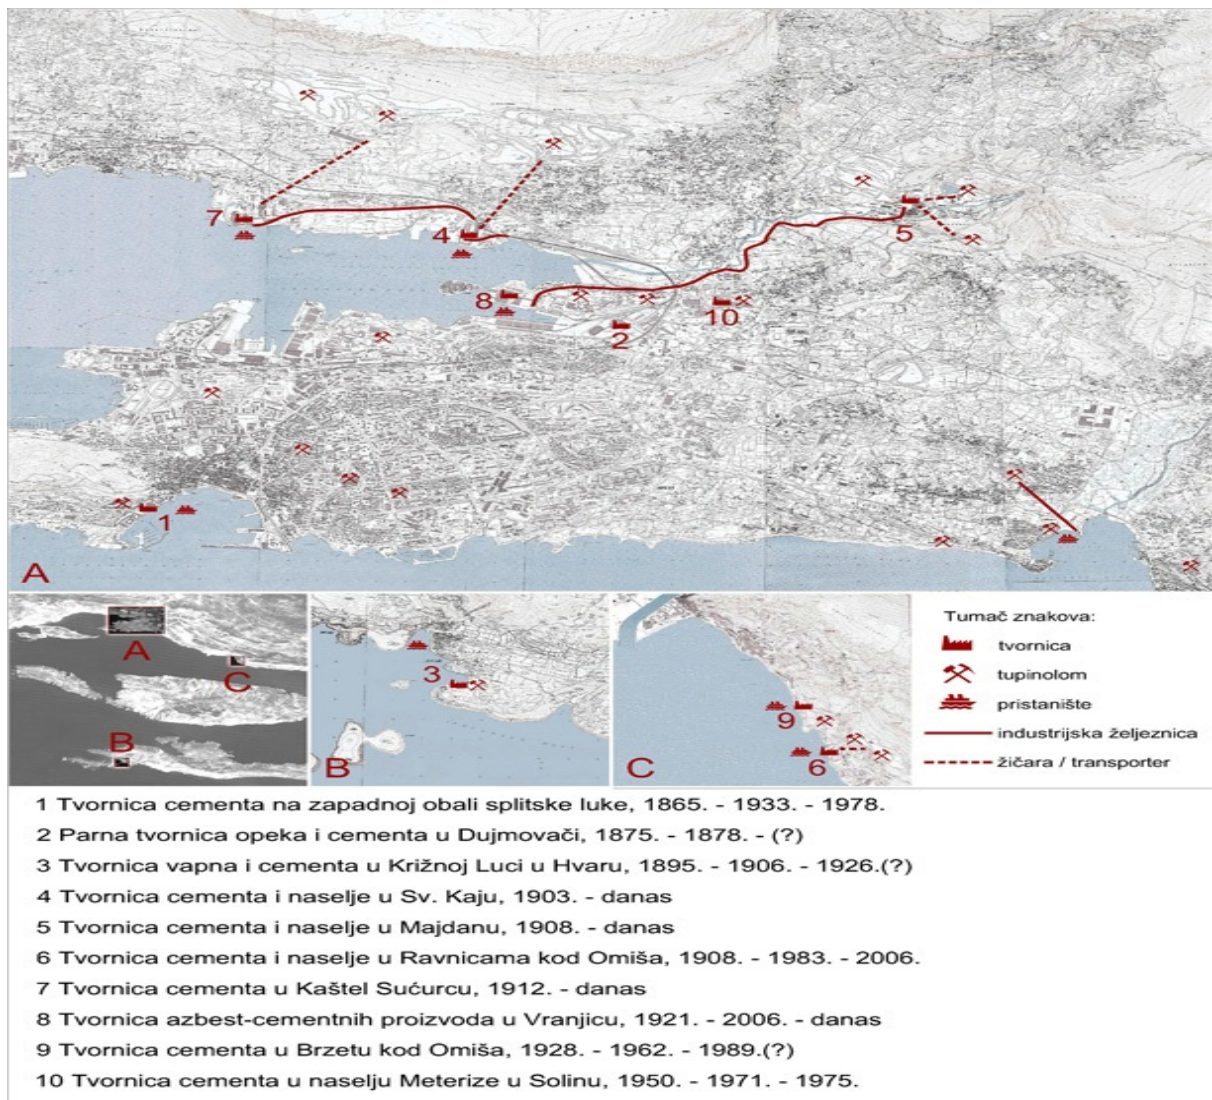 7
4
5
8
10
2
1
A
A
C
B
3
B
9
6
C
Tumač znakova:
tvornica
tupinolom
pristanište
industrijska željeznica
žičara / transporter
1 Tvornica cementa na zapadnoj obali splitske luke, 1865. - 1933. - 1978.
2 Parna tvornica opeka i cementa u Dujmovači, 1875. - 1878. - (?)
3 Tvornica vapna i cementa u Križnoj Luci u Hvaru, 1895. - 1906. - 1926.(?)
4 Tvornica cementa i naselje u Sv. Kaju, 1903. - danas
5 Tvornica cementa i naselje u Majdanu, 1908. - danas
6 Tvornica cementa i naselje u Ravnicama kod Omiša, 1908. - 1983. - 2006.
7 Tvornica cementa u Kaštel Sućurcu, 1912. - danas
8 Tvornica azbest-cementnih proizvoda u Vranjicu, 1921. - 2006. - danas
9 Tvornica cementa u Brzetu kod Omiša, 1928. - 1962. - 1989.(?)
10 Tvornica cementa u naselju Meterize u Solinu, 1950. - 1971. - 1975.